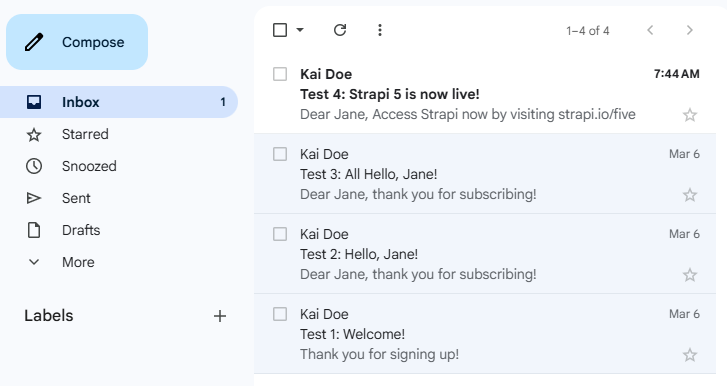 Compose
1–4 of 4
Inbox 1
Starred
Snoozed
Sent
Drafts
More
Labels
Kai Doe 7:44 AM
Test 4: Strapi 5 is now live!
Dear Jane, Access Strapi now by visiting strapi.io/five
Kai Doe Mar 6
Test 3: All Hello, Jane!
Dear Jane, thank you for subscribing!
Kai Doe Mar 6
Test 2: Hello, Jane!
Dear Jane, thank you for subscribing!
Kai Doe Mar 6
Test 1: Welcome!
Thank you for signing up!